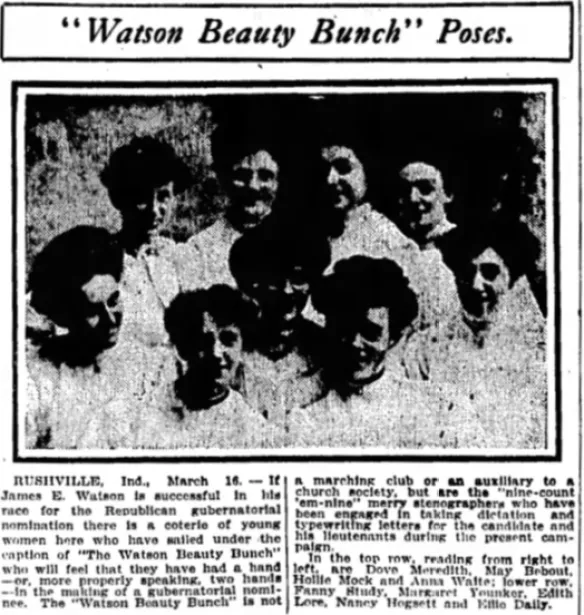 "Watson Beauty Bunch" Poses.
RUSHVILLE, Ind., March 16. — If
James E. Watson is successful in his
race for the Republican gubernatorial
nomination there is a coterie of young
women here who have sailed under the
caption of "The Watson Beauty Bunch"
who will feel that they have had a hand
—or, more properly speaking, two hands
—in the making of a gubernatorial nomi-
nee. The "Watson Beauty Bunch" is not
a marching club or an auxiliary to a
church society, but are the "nine-count
'em-nine" merry stenographers who have
been engaged in taking diction and
typewriting letters for the candidate and
his lieutenants during the present cam-
paign.
In the top row, reading from right to
left, are Dove Meredith, May Bebout,
Hollie Mock and Anna Waite; lower row,
Fanny Study, Margaret Younker, Edith
Lore, Nancy Hogsett and Daily.